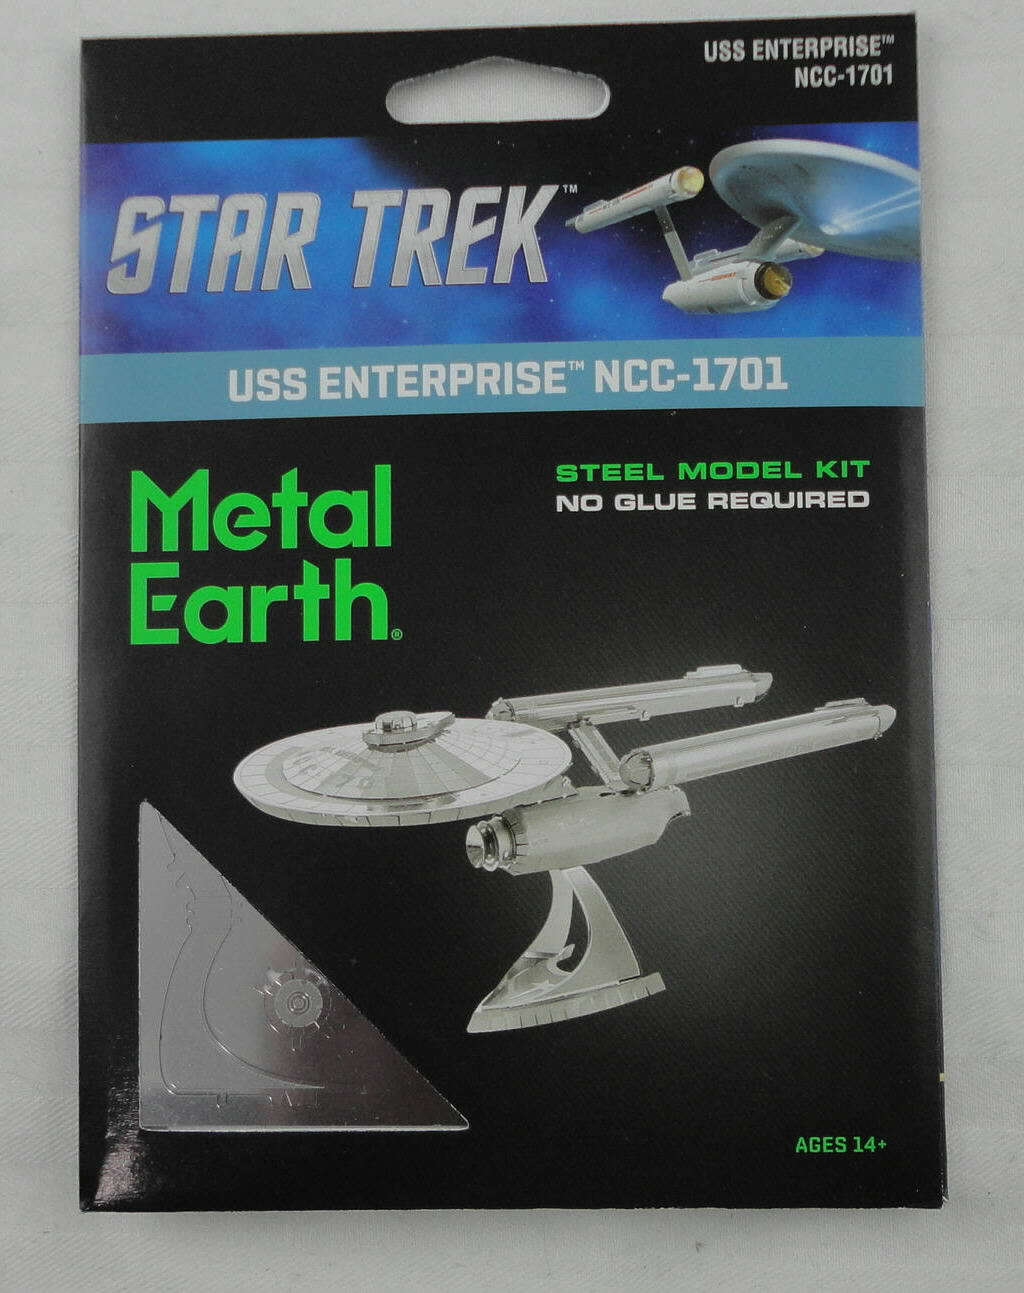 USS ENTERPRISE™
NCC-1701
STAR TREK™
USS ENTERPRISE™ NCC-1701
Metal
Earth®
STEEL MODEL KIT
NO GLUE REQUIRED
AGES 14+